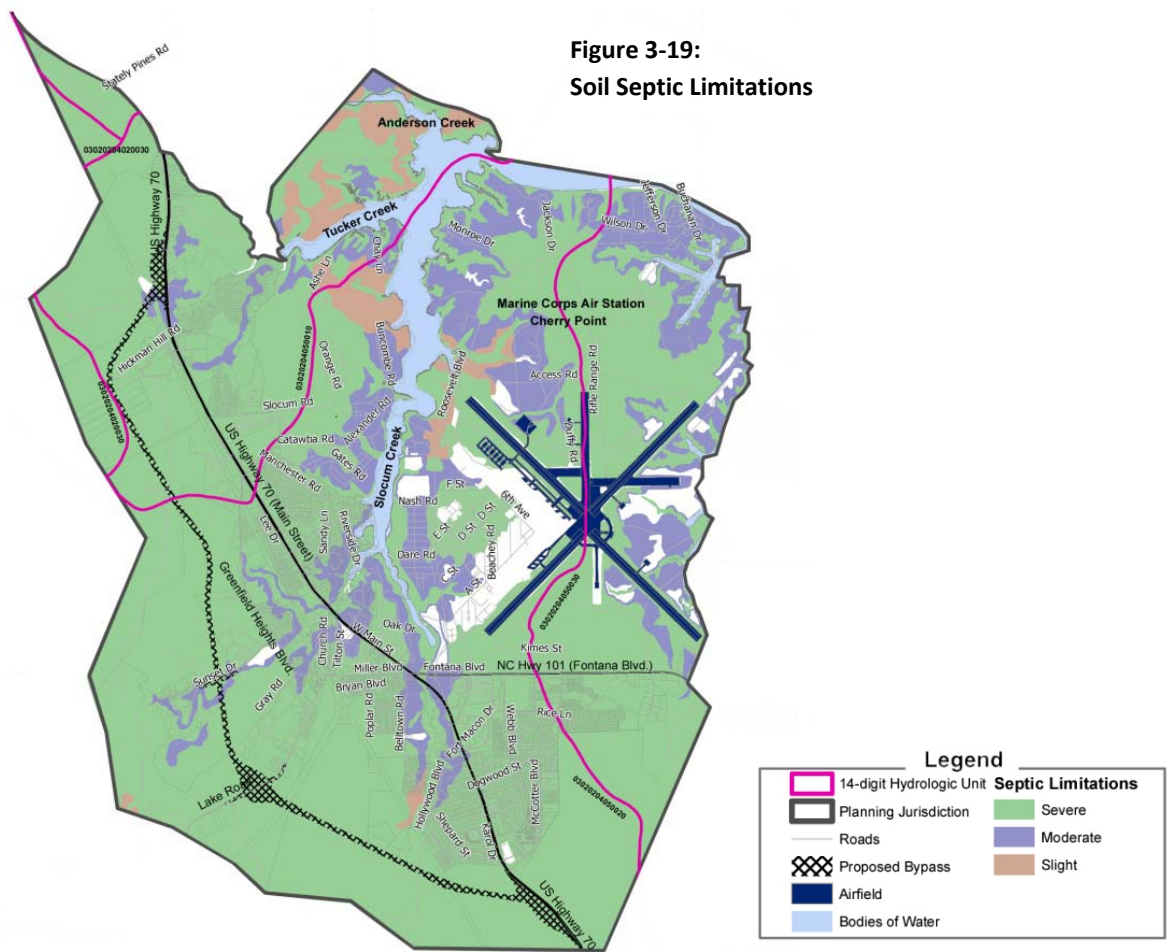 Figure 3-19:
Soil Septic Limitations
Stately Pines Rd
Anderson Creek
03020204020030
US Highway 70
Tucker Creek
Chay Ln
Ashe Ln
Monroe Dr
Jackson Dr
Wilson Dr
Jefferson Dr
Buchanan Dr
Marine Corps Air Station
Cherry Point
Hickman Hill Rd
03020204020030
03020204050010
Orange Rd
Buncombe Rd
Roosevelt Blvd
Access Rd
Rifle Range Rd
Slocum Rd
Alexander Rd
Duffy Rd
US Highway 70 (Main Street)
Catawba Rd
Gates Rd
Manchester Rd
Slocum Creek
Nash Rd
F St
6th Ave
E St
D St
D St
Lee Dr
Sandy Ln
Riverside Dr
Dare Rd
Beachey Rd
C St
A St
Greenfield Heights Blvd
03020204050030
Church Rd
Tilton St
W Main St
Oak Dr
Kimes St
NC Hwy 101 (Fontana Blvd.)
Miller Blvd
Fontana Blvd
Sunset Dr
Gray Rd
Bryan Blvd
Poplar Rd
Belltown Rd
Fort Macon Dr
Webb Blvd
Rice Ln
Dogwood St
McCotter Blvd
03020204050020
Hollywood Blvd
Shepard St
Karol Dr
US Highway 70
Legend
14-digit Hydrologic Unit
Planning Jurisdiction
Roads
Proposed Bypass
Airfield
Bodies of Water
Septic Limitations
Severe
Moderate
Slight